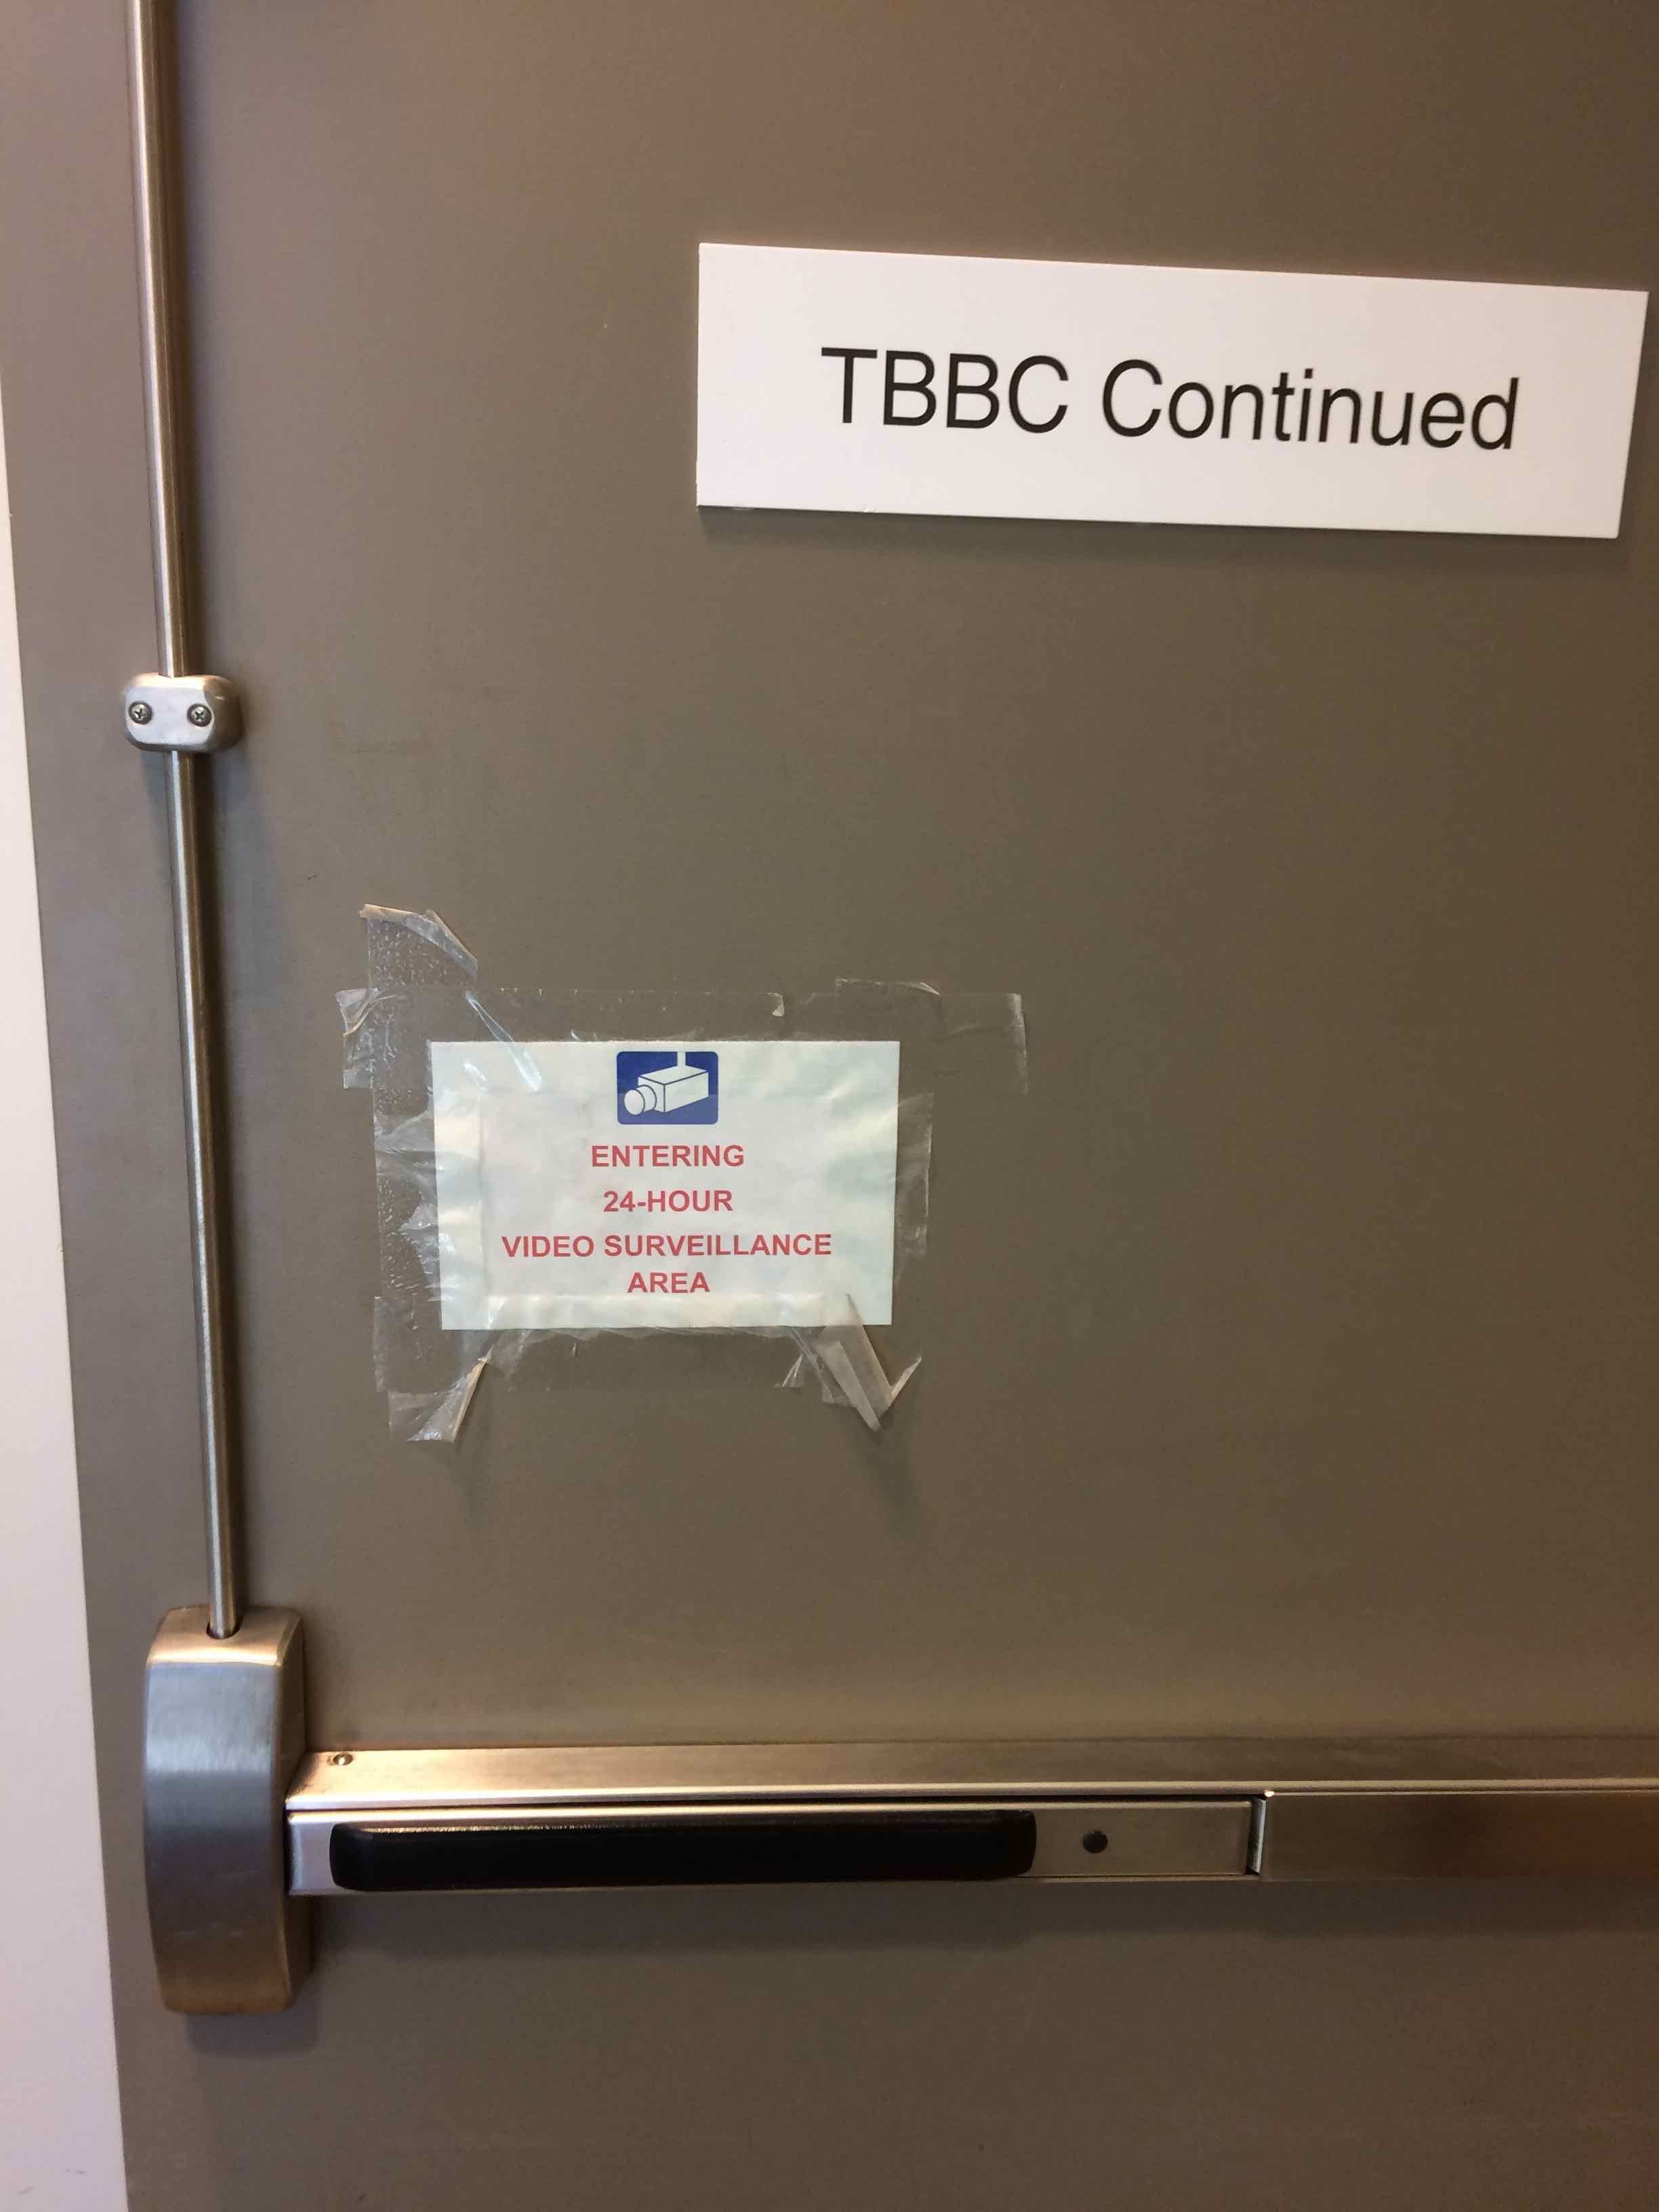 TBBC Continued
ENTERING
24-HOUR
VIDEO SURVEILLANCE
AREA